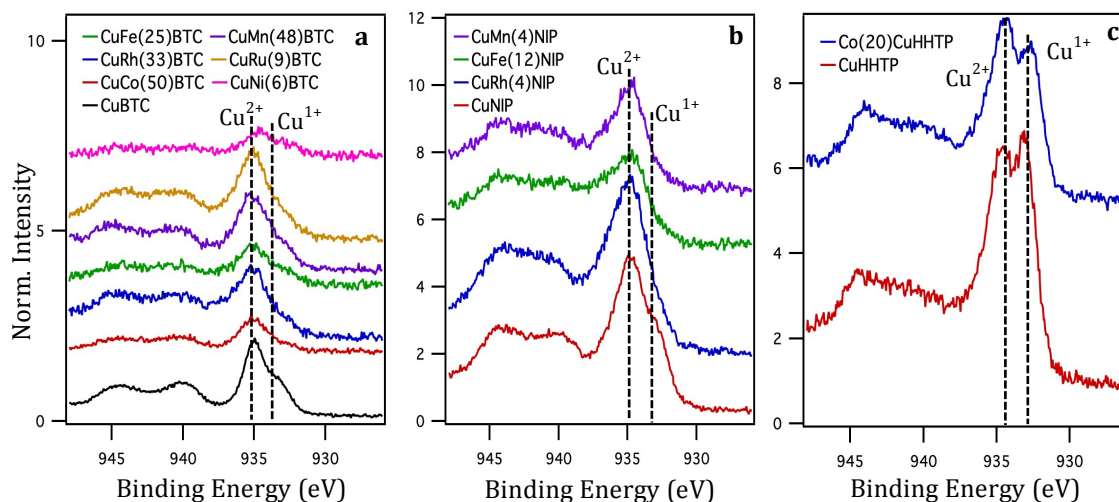 Norm. Intensity
a
CuFe(25)BTC CuMn(48)BTC
CuRh(33)BTC CuRu(9)BTC
CuCo(50)BTC CuNi(6)BTC
CuBTC
Cu2+ Cu1+
10
5
0
945 940 935 930
Binding Energy (eV)
b
CuMn(4)NIP
CuFe(12)NIP
CuRh(4)NIP
CuNIP
Cu2+
Cu1+
12
10
8
6
4
2
0
945 940 935 930
Binding Energy (eV)
c
Co(20)CuHHTP
CuHHTP
Cu1+
Cu2+
8
6
4
2
0
945 940 935 930
Binding Energy (eV)